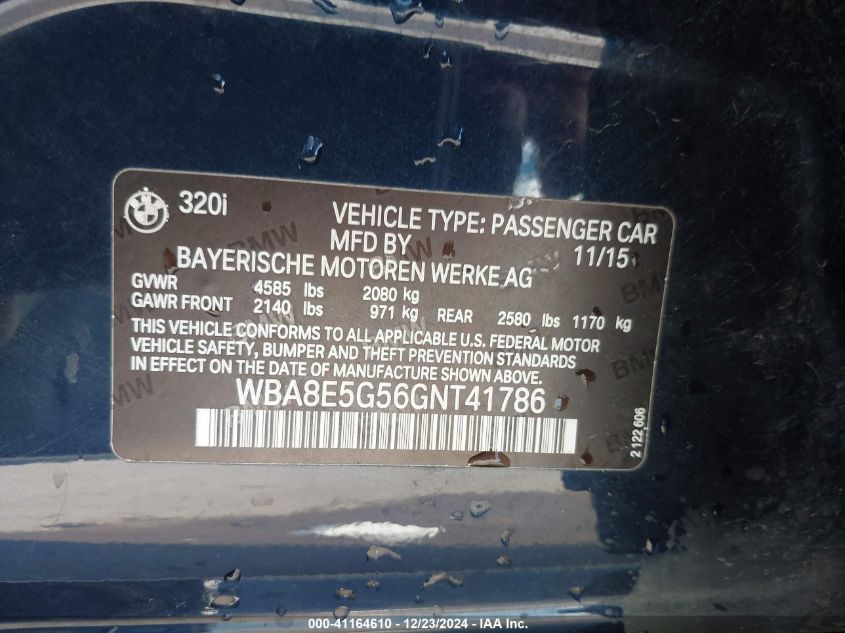 320i
VEHICLE TYPE: PASSENGER CAR
MFD BY 11/15
BAYERISCHE MOTOREN WERKE AG
GVWR 4585 lbs 2080 kg
GAWR FRONT 2140 lbs 971 kg REAR 2580 lbs 1170 kg
THIS VEHICLE CONFORMS TO ALL APPLICABLE U.S. FEDERAL MOTOR
VEHICLE SAFETY, BUMPER AND THEFT PREVENTION STANDARDS
IN EFFECT ON THE DATE OF MANUFACTURE SHOWN ABOVE.
WBA8E5G56GNT41786
2 122 606
000-41164610 - 12/23/2024 - IAA Inc.